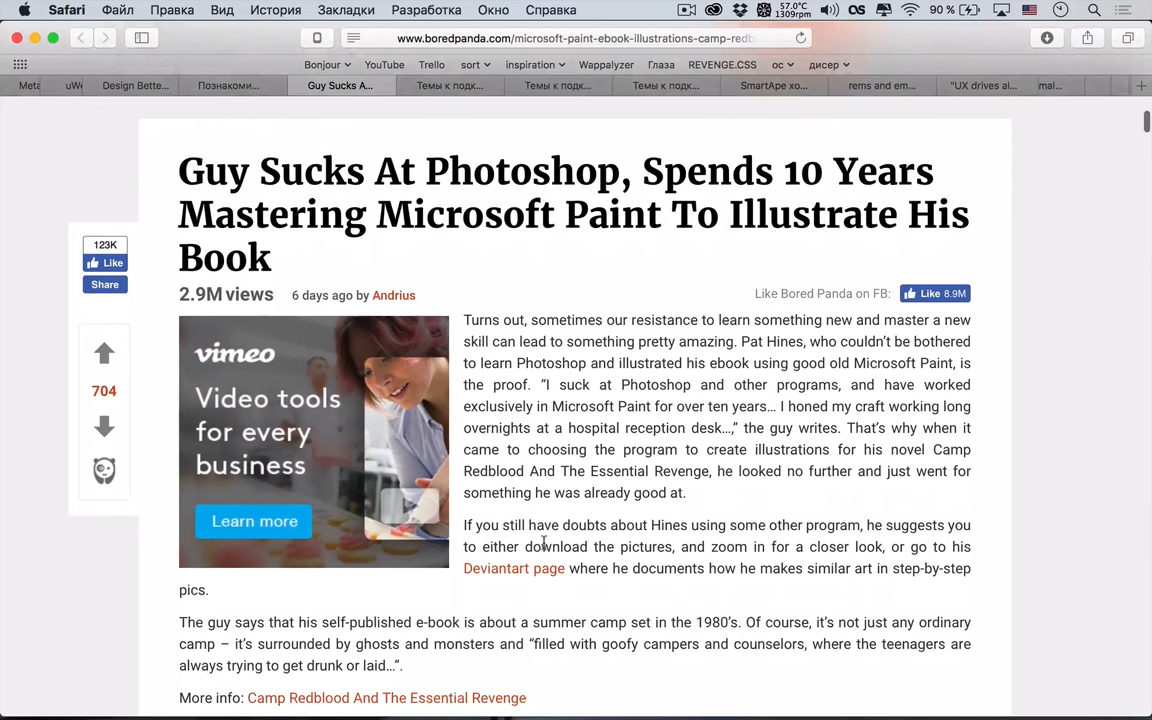 Safari Файл Правка Вид История Закладки Разработка Окно Справка 57.0°C 1309rpm 90 %
www.boredpanda.com/microsoft-paint-ebook-illustrations-camp-redb
Bonjour YouTube Trello sort inspiration Wappalyzer Глаза REVENGE.CSS ос дисер
Meta uWe Design Bette... Познакоми... Guy Sucks A... Темы к подк... Темы к подк... Темы к подк... SmartApe хо... rems and em... "UX drives al... mal...
Guy Sucks At Photoshop, Spends 10 Years
Mastering Microsoft Paint To Illustrate His
Book
123K
Like
Share
2.9M views 6 days ago by Andrius Like Bored Panda on FB: Like 8.9M
704
vimeo
Video tools
for every
business
Learn more
Turns out, sometimes our resistance to learn something new and master a new
skill can lead to something pretty amazing. Pat Hines, who couldn't be bothered
to learn Photoshop and illustrated his ebook using good old Microsoft Paint, is
the proof. “I suck at Photoshop and other programs, and have worked
exclusively in Microsoft Paint for over ten years... I honed my craft working long
overnights at a hospital reception desk...,” the guy writes. That's why when it
came to choosing the program to create illustrations for his novel Camp
Redblood And The Essential Revenge, he looked no further and just went for
something he was already good at.
If you still have doubts about Hines using some other program, he suggests you
to either download the pictures, and zoom in for a closer look, or go to his
Deviantart page where he documents how he makes similar art in step-by-step
pics.
The guy says that his self-published e-book is about a summer camp set in the 1980's. Of course, it's not just any ordinary
camp – it's surrounded by ghosts and monsters and “filled with goofy campers and counselors, where the teenagers are
always trying to get drunk or laid...”.
More info: Camp Redblood And The Essential Revenge